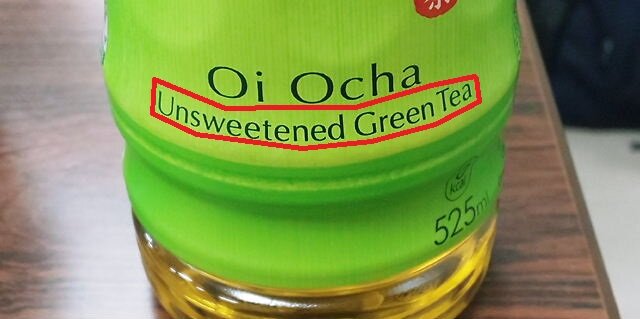 Oi Ocha
Unsweetened Green Tea
kcal
525ml